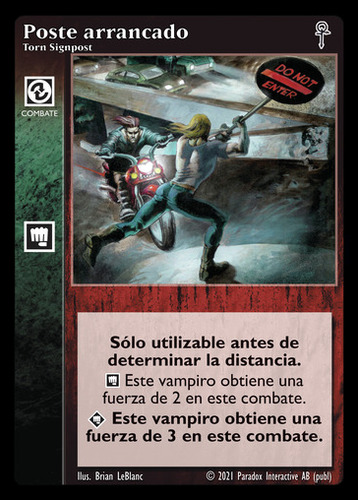 Poste arrancado
Torn Signpost
COMBATE
DO NOT
ENTER
Sólo utilizable antes de
determinar la distancia.
Este vampiro obtiene una
fuerza de 2 en este combate.
Este vampiro obtiene una
fuerza de 3 en este combate.
Ilus. Brian LeBlanc
© 2021 Paradox Interactive AB (publ)